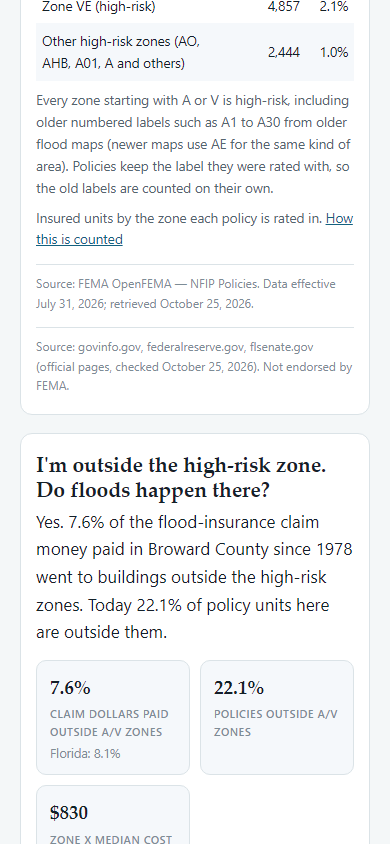 Zone VE (high-risk) 4,857 2.1%
Other high-risk zones (AO,
AHB, A01, A and others) 2,444 1.0%
Every zone starting with A or V is high-risk, including
older numbered labels such as A1 to A30 from older
flood maps (newer maps use AE for the same kind of
area). Policies keep the label they were rated with, so
the old labels are counted on their own.
Insured units by the zone each policy is rated in. How
this is counted
Source: FEMA OpenFEMA — NFIP Policies. Data effective
July 31, 2026; retrieved October 25, 2026.
Source: govinfo.gov, federalreserve.gov, flsenate.gov
(official pages, checked October 25, 2026). Not endorsed by
FEMA.
I'm outside the high-risk zone.
Do floods happen there?
Yes. 7.6% of the flood-insurance claim
money paid in Broward County since 1978
went to buildings outside the high-risk
zones. Today 22.1% of policy units here
are outside them.
7.6%
CLAIM DOLLARS PAID
OUTSIDE A/V ZONES
Florida: 8.1%
22.1%
POLICIES OUTSIDE A/V
ZONES
$830
ZONE X MEDIAN COST